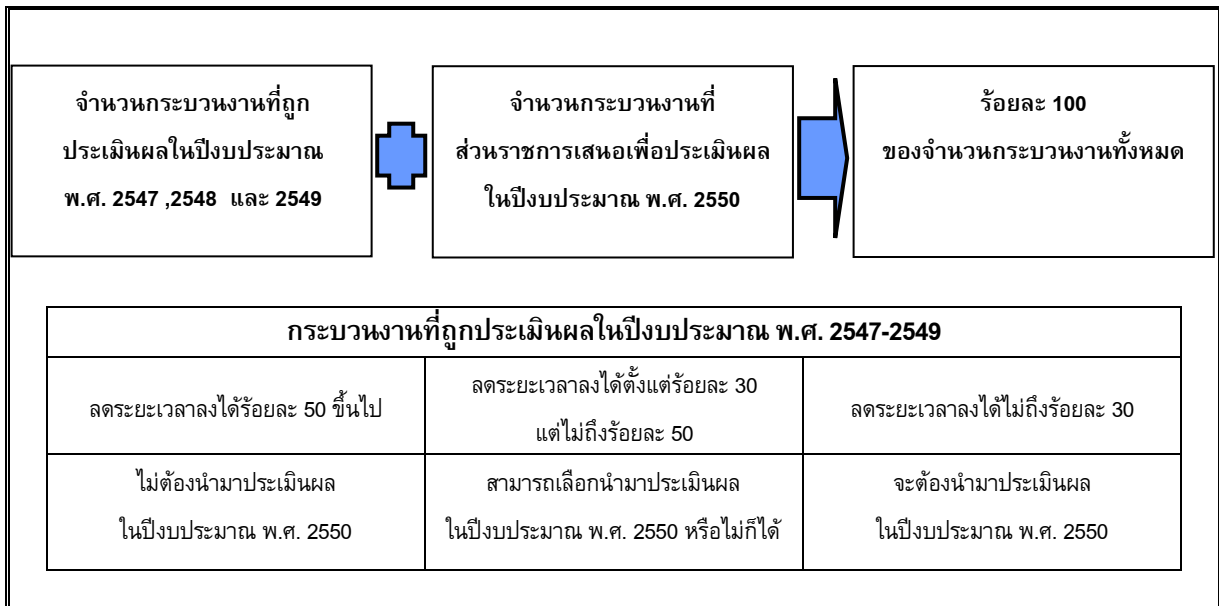 จำนวนกระบวนงานที่ถูก
ประเมินผลในปีงบประมาณ
พ.ศ. 2547 ,2548 และ 2549
จำนวนกระบวนงานที่
ส่วนราชการเสนอเพื่อประเมินผล
ในปีงบประมาณ พ.ศ. 2550
ร้อยละ 100
ของจำนวนกระบวนงานทั้งหมด
กระบวนงานที่ถูกประเมินผลในปีงบประมาณ พ.ศ. 2547-2549
ลดระยะเวลาลงได้ร้อยละ 50 ขึ้นไป
ลดระยะเวลาลงได้ตั้งแต่ร้อยละ 30
แต่ไม่ถึงร้อยละ 50
ลดระยะเวลาลงได้ไม่ถึงร้อยละ 30
ไม่ต้องนำมาประเมินผล
ในปีงบประมาณ พ.ศ. 2550
สามารถเลือกนำมาประเมินผล
ในปีงบประมาณ พ.ศ. 2550 หรือไม่ก็ได้
จะต้องนำมาประเมินผล
ในปีงบประมาณ พ.ศ. 2550